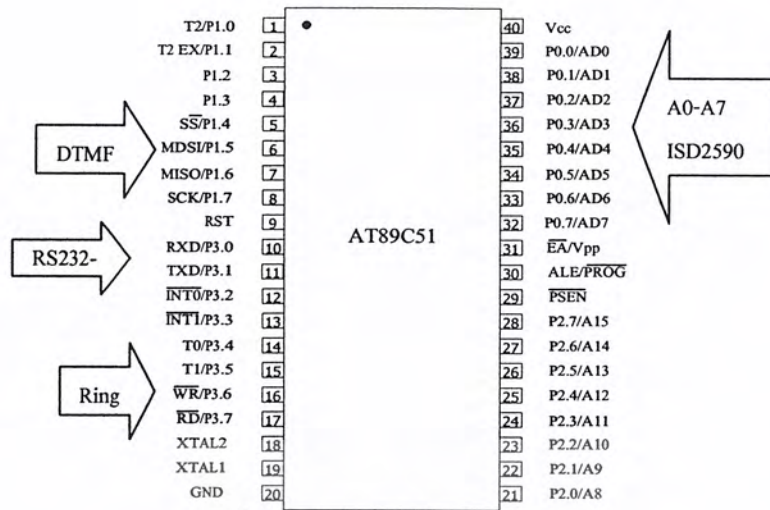 T2/P1.0 1 40 Vcc
T2 EX/P1.1 2 39 P0.0/AD0
P1.2 3 38 P0.1/AD1
P1.3 4 37 P0.2/AD2
SS/P1.4 5 36 P0.3/AD3
MDSI/P1.5 6 35 P0.4/AD4
MISO/P1.6 7 34 P0.5/AD5
SCK/P1.7 8 33 P0.6/AD6
RST 9 32 P0.7/AD7
RXD/P3.0 10 31 EA/Vpp
TXD/P3.1 11 30 ALE/PROG
INT0/P3.2 12 29 PSEN
INT1/P3.3 13 28 P2.7/A15
T0/P3.4 14 27 P2.6/A14
T1/P3.5 15 26 P2.5/A13
WR/P3.6 16 25 P2.4/A12
RD/P3.7 17 24 P2.3/A11
XTAL2 18 23 P2.2/A10
XTAL1 19 22 P2.1/A9
GND 20 21 P2.0/A8
AT89C51
DTMF
RS232-
Ring
A0-A7
ISD2590